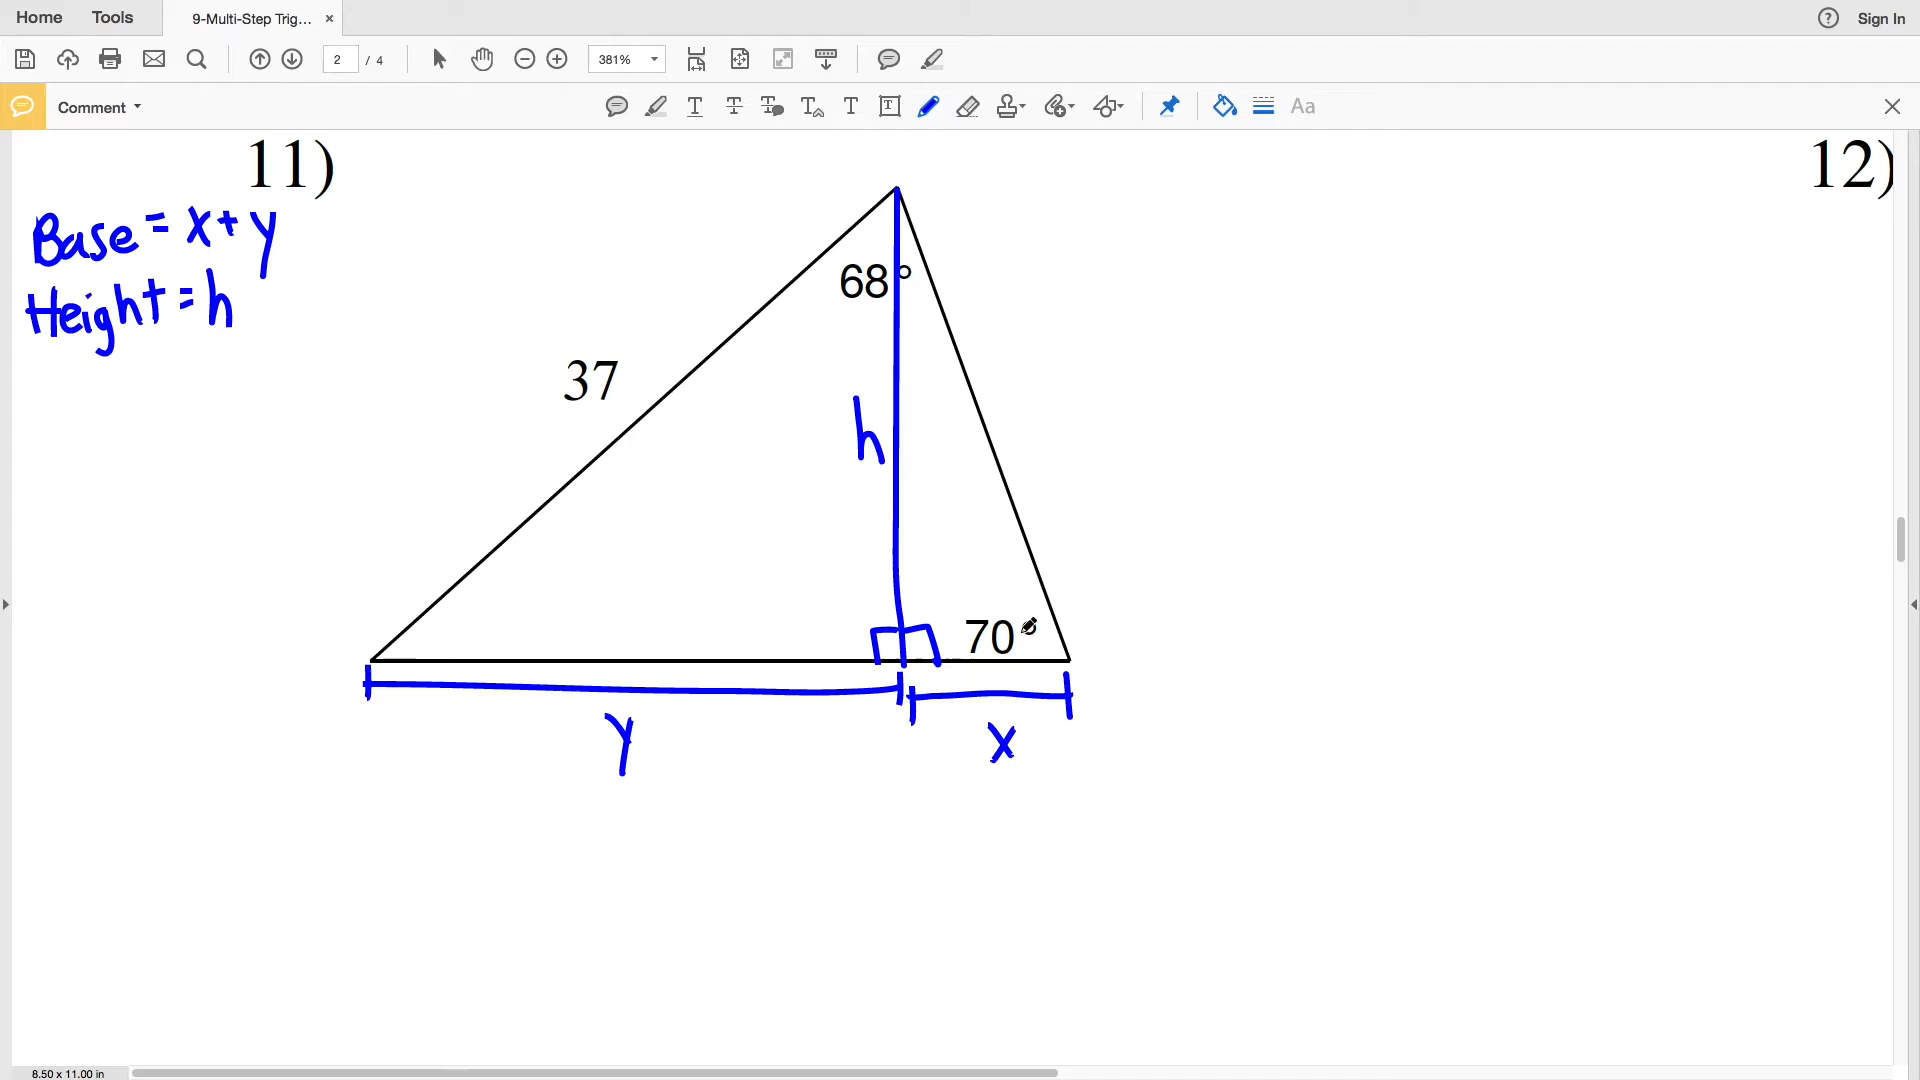 Home Tools 9-Multi-Step Trig... × ? Sign In
2 / 4 381%
Comment T T T T T T Aa
11) 12)
Base = x + y
Height = h
68°
37
h
70°
y x
8.50 x 11.00 in